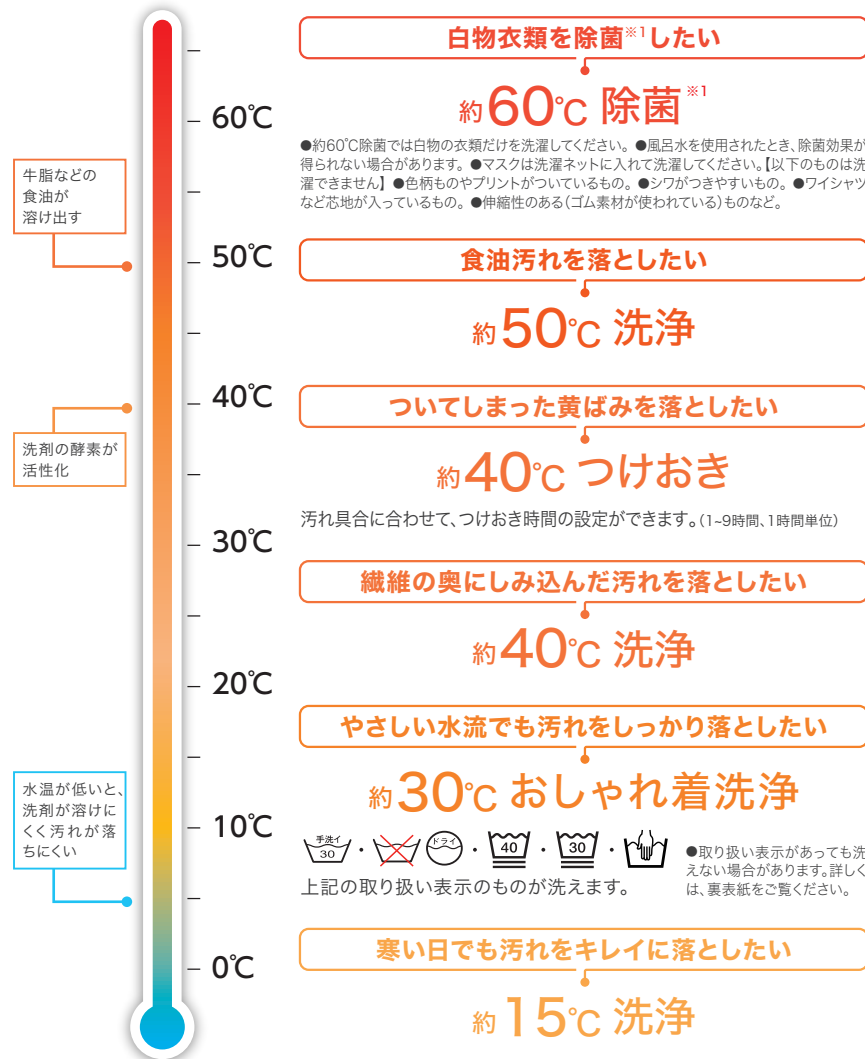 白物衣類を除菌※1したい
約60℃ 除菌※1
●約60℃除菌では白物の衣類だけを洗濯してください。●風呂水を使用されたとき、除菌効果が
得られない場合があります。●マスクは洗濯ネットに入れて洗濯してください。【以下のものは洗
濯できません】●色柄ものやプリントがついているもの。●シワがつきやすいもの。●ワイシャツ
など芯地が入っているもの。●伸縮性のある(ゴム素材が使われている)ものなど。
60℃
牛脂などの
食油が
溶け出す
50℃
食油汚れを落としたい
約50℃ 洗浄
40℃
ついてしまった黄ばみを落としたい
約40℃ つけおき
汚れ具合に合わせて、つけおき時間の設定ができます。(1~9時間、1時間単位)
洗剤の酵素が
活性化
30℃
繊維の奥にしみ込んだ汚れを落としたい
約40℃ 洗浄
20℃
やさしい水流でも汚れをしっかり落としたい
約30℃ おしゃれ着洗浄
水温が低いと、
洗剤が溶けに
くく汚れが落
ちにくい
10℃
手洗イ 30 ・ ドライ ・ 40 ・ 30 ・
上記の取り扱い表示のものが洗えます。
●取り扱い表示があっても洗
えない場合があります。詳しく
は、裏表紙をご覧ください。
0℃
寒い日でも汚れをキレイに落としたい
約15℃ 洗浄